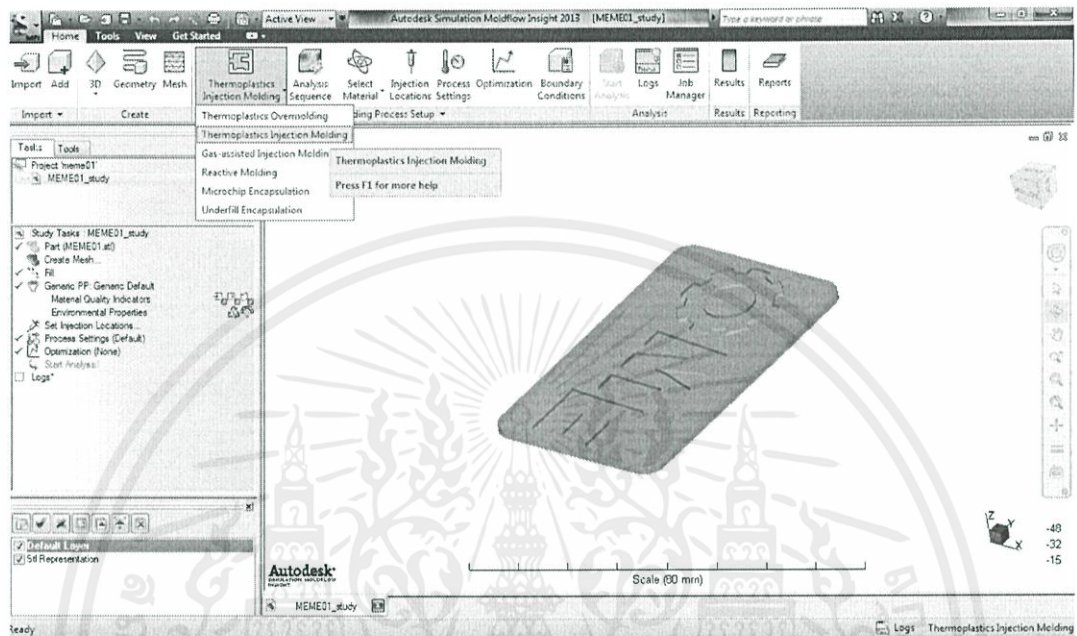 Active View
Autodesk Simulation Moldflow Insight 2013 [MEME01_study]
Type a keyword or phrase
Home Tools View Get Started
Import Add 3D Geometry Mesh
Thermoplastics Injection Molding
Analysis Sequence
Select Material
Injection Locations
Process Settings
Optimization
Boundary Conditions
Start Analysis
Logs
Job Manager
Results
Reports
Import Create Molding Process Setup Analysis Results Reporting
Thermoplastics Overmolding
Thermoplastics Injection Molding
Gas-assisted Injection Moldin
Reactive Molding
Microchip Encapsulation
Underfill Encapsulation
Thermoplastics Injection Molding
Press F1 for more help
Tasks Tools
Project 'meme01'
MEME01_study
Study Tasks : MEME01_study
Part (MEME01.stl)
Create Mesh...
Fill
Generic PP: Generic Default
Material Quality Indicators
Environmental Properties
Set Injection Locations...
Process Settings (Default)
Optimization (None)
Start Analysis!
Logs*
Default Layer
Stl Representation
Autodesk
SIMULATION MOLDFLOW INSIGHT
Scale (80 mm)
Z
Y
X
-48
-32
-15
MEME01_study
Ready
Logs Thermoplastics Injection Molding